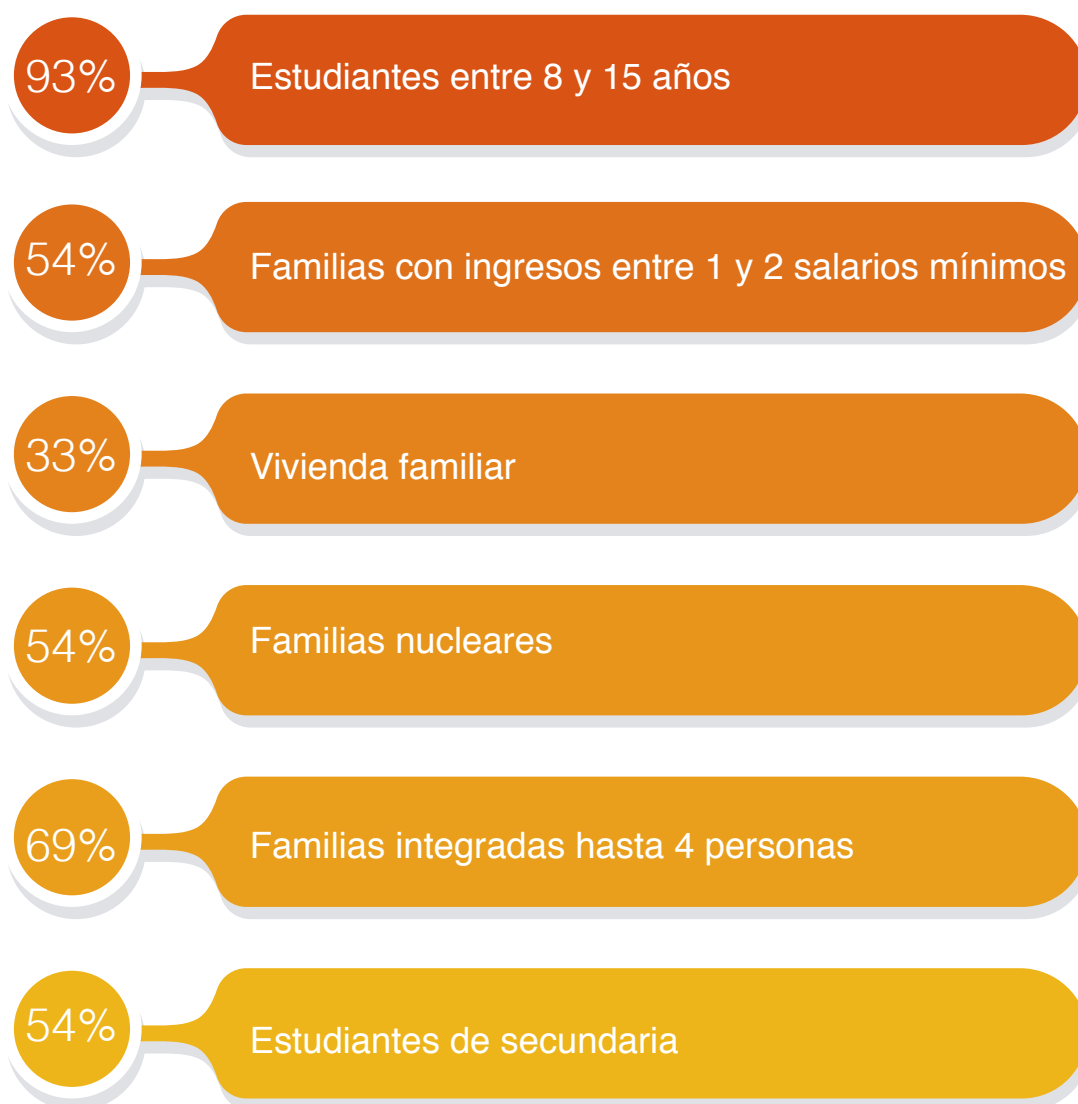 93%
Estudiantes entre 8 y 15 años
54%
Familias con ingresos entre 1 y 2 salarios mínimos
33%
Vivienda familiar
54%
Familias nucleares
69%
Familias integradas hasta 4 personas
54%
Estudiantes de secundaria